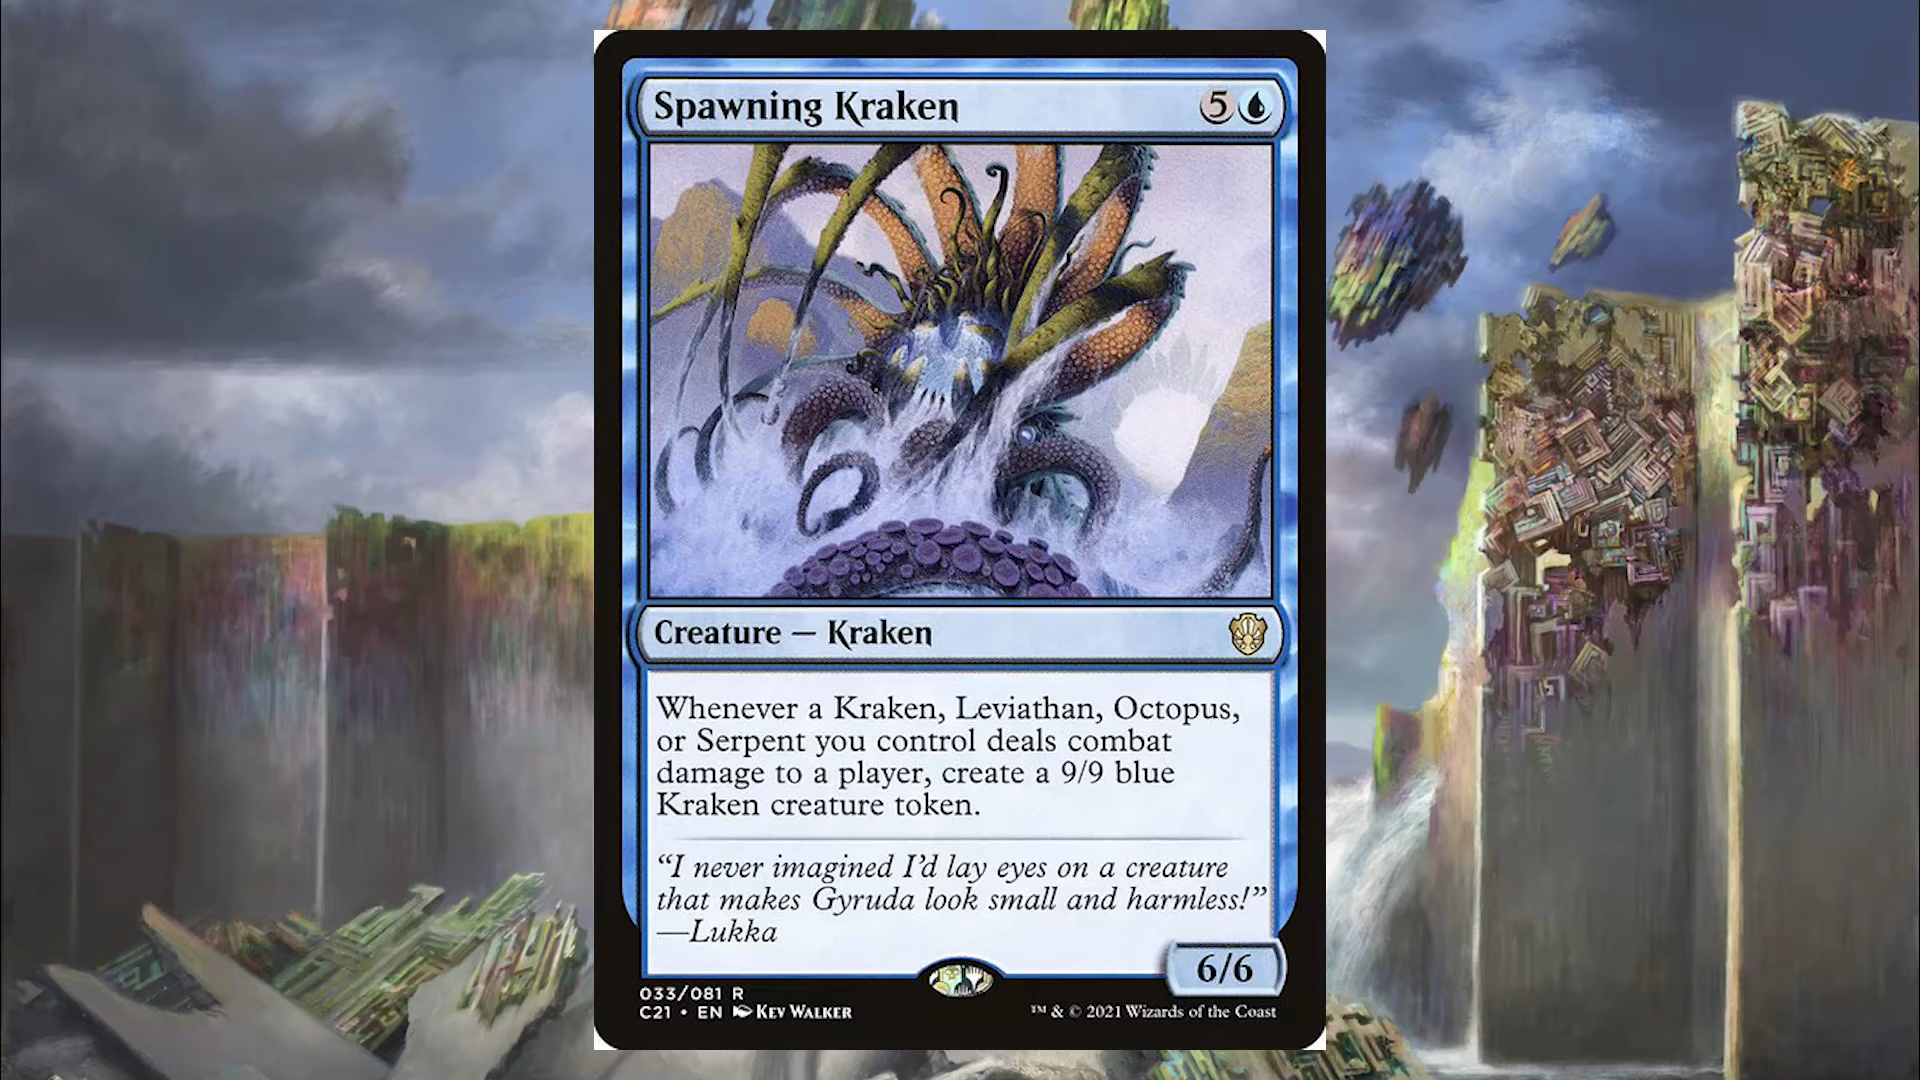 Spawning Kraken 5
Creature — Kraken
Whenever a Kraken, Leviathan, Octopus,
or Serpent you control deals combat
damage to a player, create a 9/9 blue
Kraken creature token.
“I never imagined I’d lay eyes on a creature
that makes Gyruda look small and harmless!”
—Lukka
6/6
033/081 R
C21 • EN Kev Walker
™ & © 2021 Wizards of the Coast